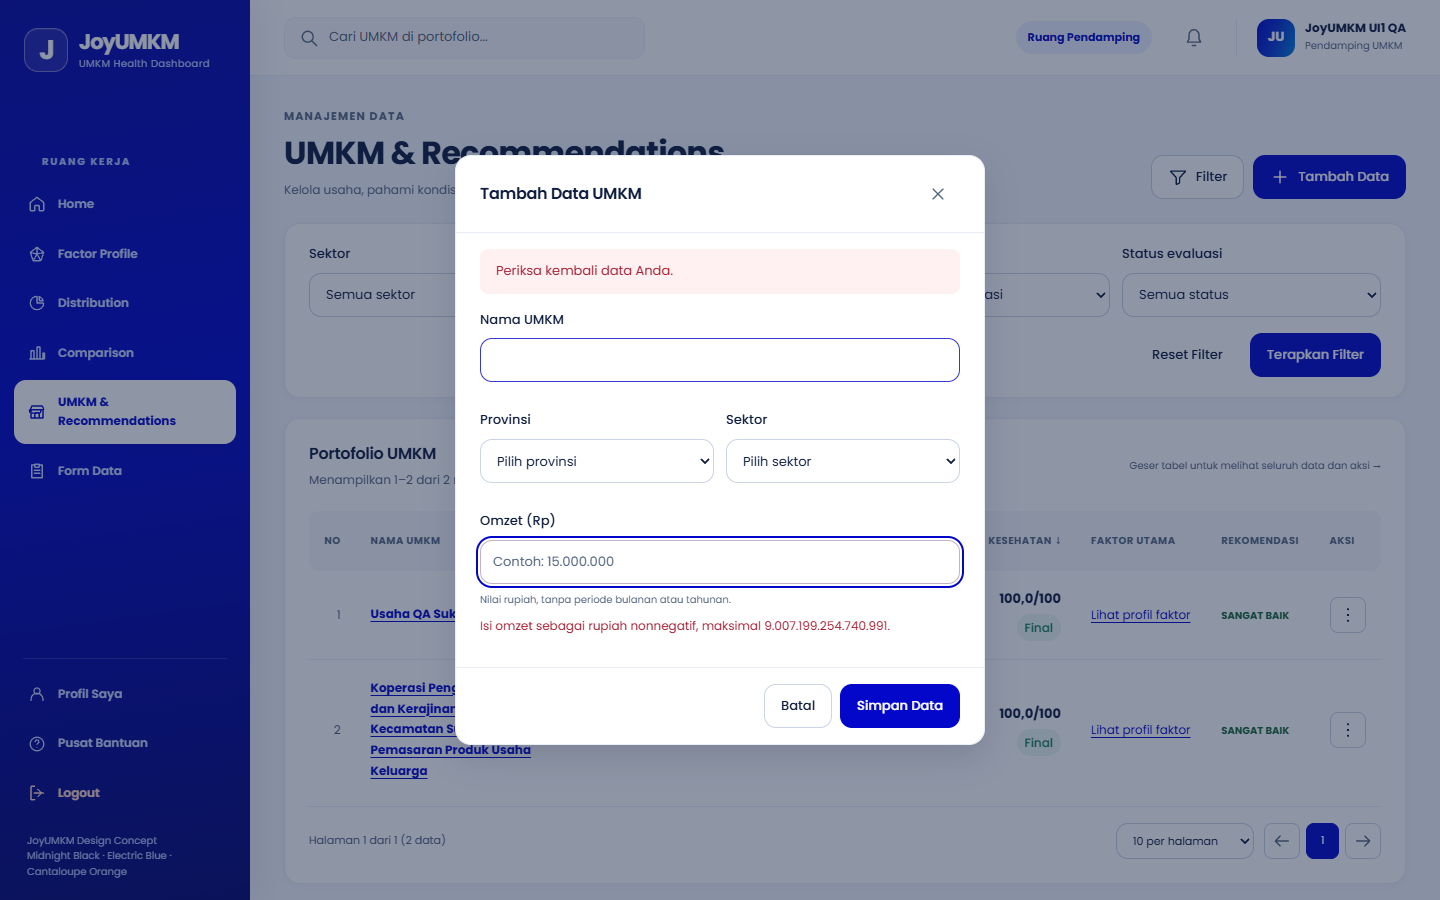 J
JoyUMKM
UMKM Health Dashboard
RUANG KERJA
Home
Factor Profile
Distribution
Comparison
UMKM &
Recommendations
Form Data
Profil Saya
Pusat Bantuan
Logout
JoyUMKM Design Concept
Midnight Black · Electric Blue ·
Cantaloupe Orange
Cari UMKM di portofolio...
Ruang Pendamping
JU
JoyUMKM UI1 QA
Pendamping UMKM
MANAJEMEN DATA
UMKM & Recommendations
Kelola usaha, pahami
Filter
+ Tambah Data
Sektor
Semua sektor
Status evaluasi
Semua status
Reset Filter
Terapkan Filter
Portofolio UMKM
Menampilkan 1–2 dari 2
Geser tabel untuk melihat seluruh data dan aksi →
NO
NAMA UMKM
KESEHATAN ↓
FAKTOR UTAMA
REKOMENDASI
AKSI
1
Usaha QA
100,0/100
Final
Lihat profil faktor
SANGAT BAIK
2
Koperasi
dan Kerajinan
Kecamatan
Pemasaran Produk Usaha
Keluarga
100,0/100
Final
Lihat profil faktor
SANGAT BAIK
Halaman 1 dari 1 (2 data)
10 per halaman
←
1
→
Tambah Data UMKM
Periksa kembali data Anda.
Nama UMKM
Provinsi
Sektor
Pilih provinsi
Pilih sektor
Omzet (Rp)
Contoh: 15.000.000
Nilai rupiah, tanpa periode bulanan atau tahunan.
Isi omzet sebagai rupiah nonnegatif, maksimal 9.007.199.254.740.991.
Batal
Simpan Data